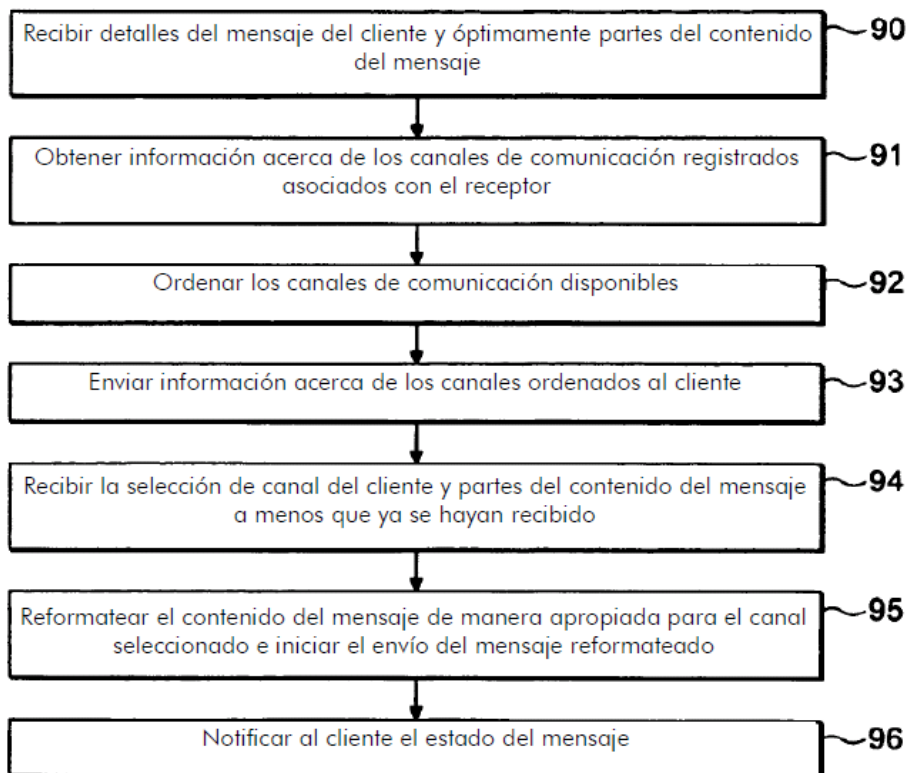 Recibir detalles del mensaje del cliente y óptimamente partes del contenido
del mensaje
90
Obtener información acerca de los canales de comunicación registrados
asociados con el receptor
91
Ordenar los canales de comunicación disponibles
92
Enviar información acerca de los canales ordenados al cliente
93
Recibir la selección de canal del cliente y partes del contenido del mensaje
a menos que ya se hayan recibido
94
Reformatear el contenido del mensaje de manera apropiada para el canal
seleccionado e iniciar el envío del mensaje reformateado
95
Notificar al cliente el estado del mensaje
96